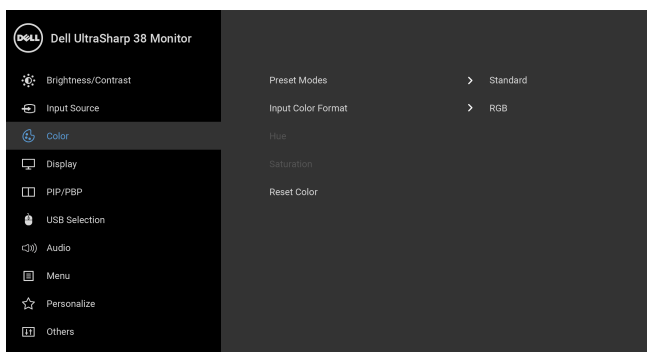 DELL Dell UltraSharp 38 Monitor
Brightness/Contrast
Input Source
Color
Display
PIP/PBP
USB Selection
Audio
Menu
Personalize
Others
Preset Modes > Standard
Input Color Format > RGB
Hue
Saturation
Reset Color